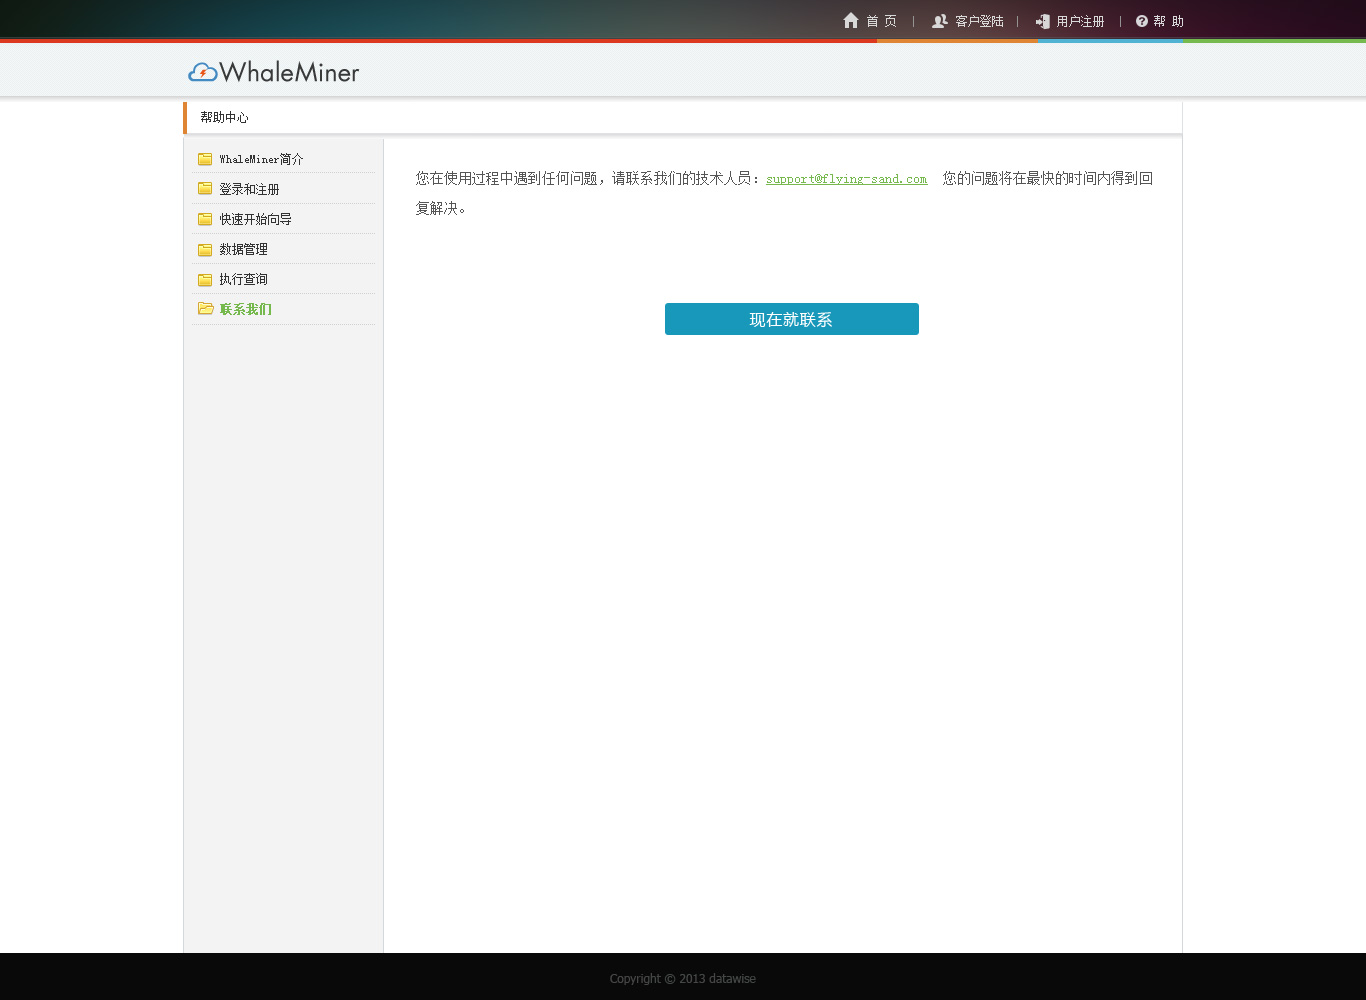 首 页 | 客户登陆 | 用户注册 | 帮 助
WhaleMiner
帮助中心
WhaleMiner简介
登录和注册
快速开始向导
数据管理
执行查询
联系我们
您在使用过程中遇到任何问题，请联系我们的技术人员：support@flying-sand.com 您的问题将在最快的时间内得到回
复解决。
现在就联系
Copyright © 2013 datawise